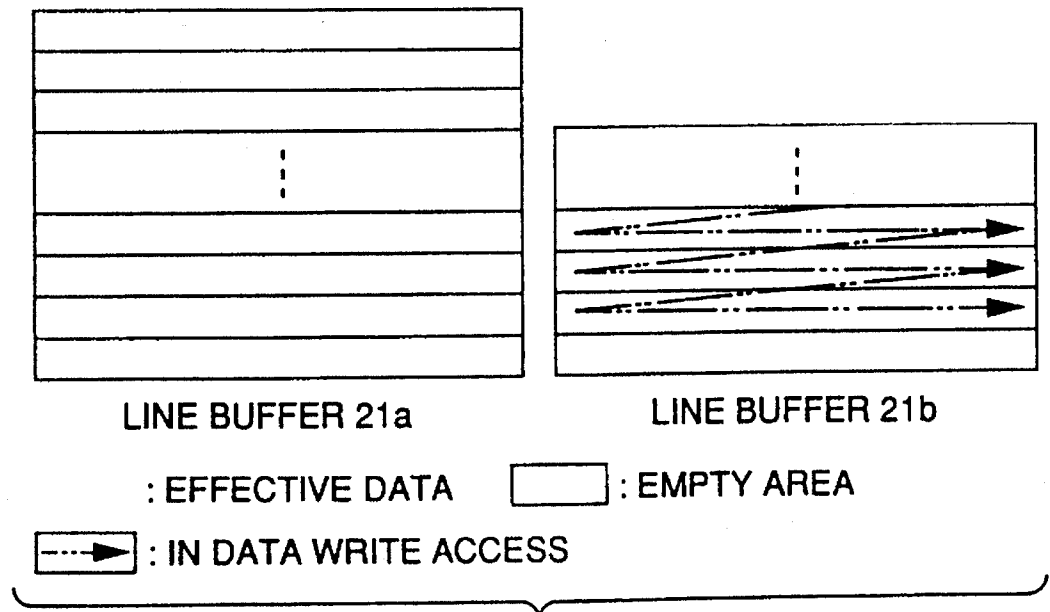 LINE BUFFER 21a
LINE BUFFER 21b
: EFFECTIVE DATA
: EMPTY AREA
: IN DATA WRITE ACCESS